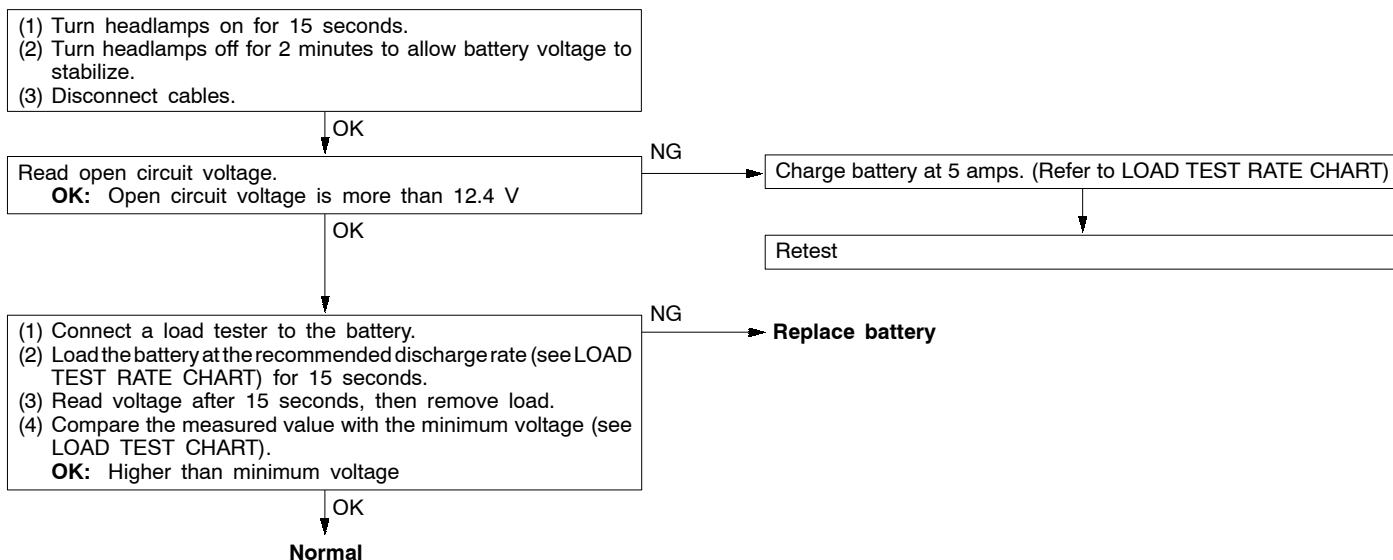 (1) Turn headlamps on for 15 seconds.
(2) Turn headlamps off for 2 minutes to allow battery voltage to
stabilize.
(3) Disconnect cables.
OK
Read open circuit voltage.
OK: Open circuit voltage is more than 12.4 V
NG
Charge battery at 5 amps. (Refer to LOAD TEST RATE CHART)
Retest
OK
(1) Connect a load tester to the battery.
(2) Load the battery at the recommended discharge rate (see LOAD
TEST RATE CHART) for 15 seconds.
(3) Read voltage after 15 seconds, then remove load.
(4) Compare the measured value with the minimum voltage (see
LOAD TEST CHART).
OK: Higher than minimum voltage
NG
Replace battery
OK
Normal